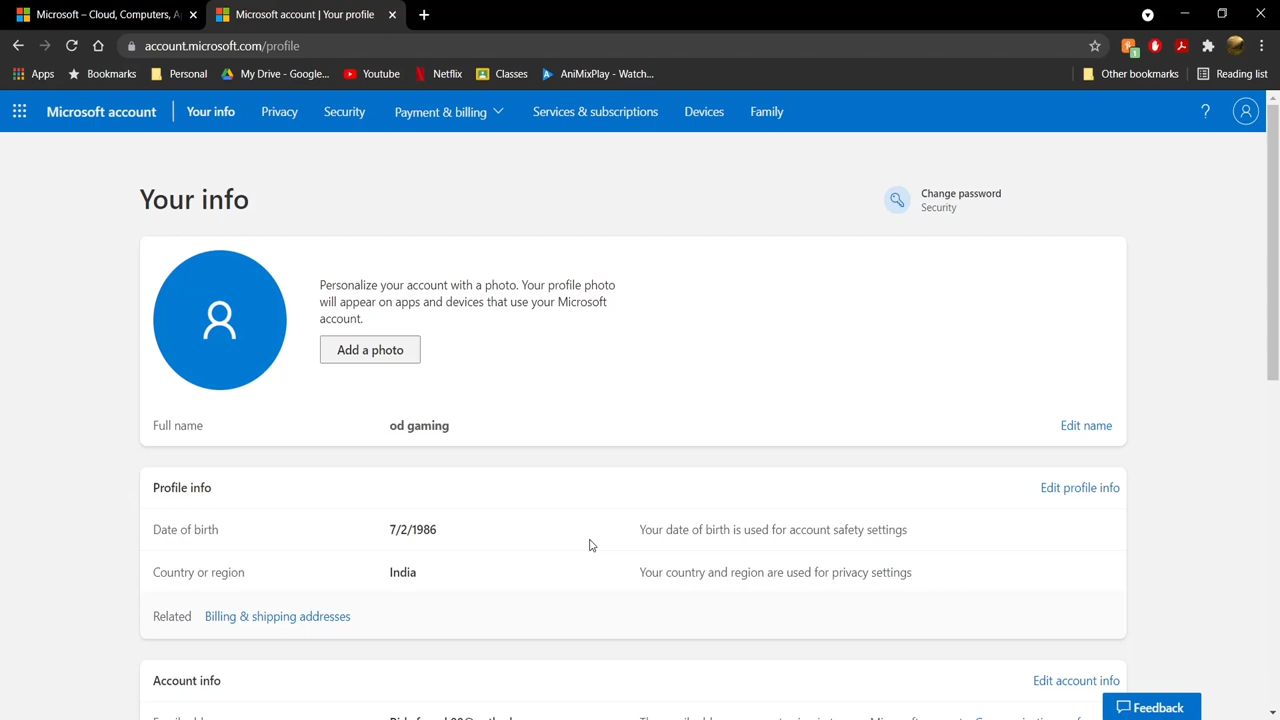 Microsoft – Cloud, Computers, A
Microsoft account | Your profile
account.microsoft.com/profile
1
Apps
Bookmarks
Personal
My Drive - Google...
Youtube
Netflix
Classes
AniMixPlay - Watch...
Other bookmarks
Reading list
Microsoft account
Your info
Privacy
Security
Payment & billing
Services & subscriptions
Devices
Family
?
Your info
Change password
Security
Personalize your account with a photo. Your profile photo
will appear on apps and devices that use your Microsoft
account.
Add a photo
Full name
od gaming
Edit name
Profile info
Edit profile info
Date of birth
7/2/1986
Your date of birth is used for account safety settings
Country or region
India
Your country and region are used for privacy settings
Related
Billing & shipping addresses
Account info
Edit account info
Feedback